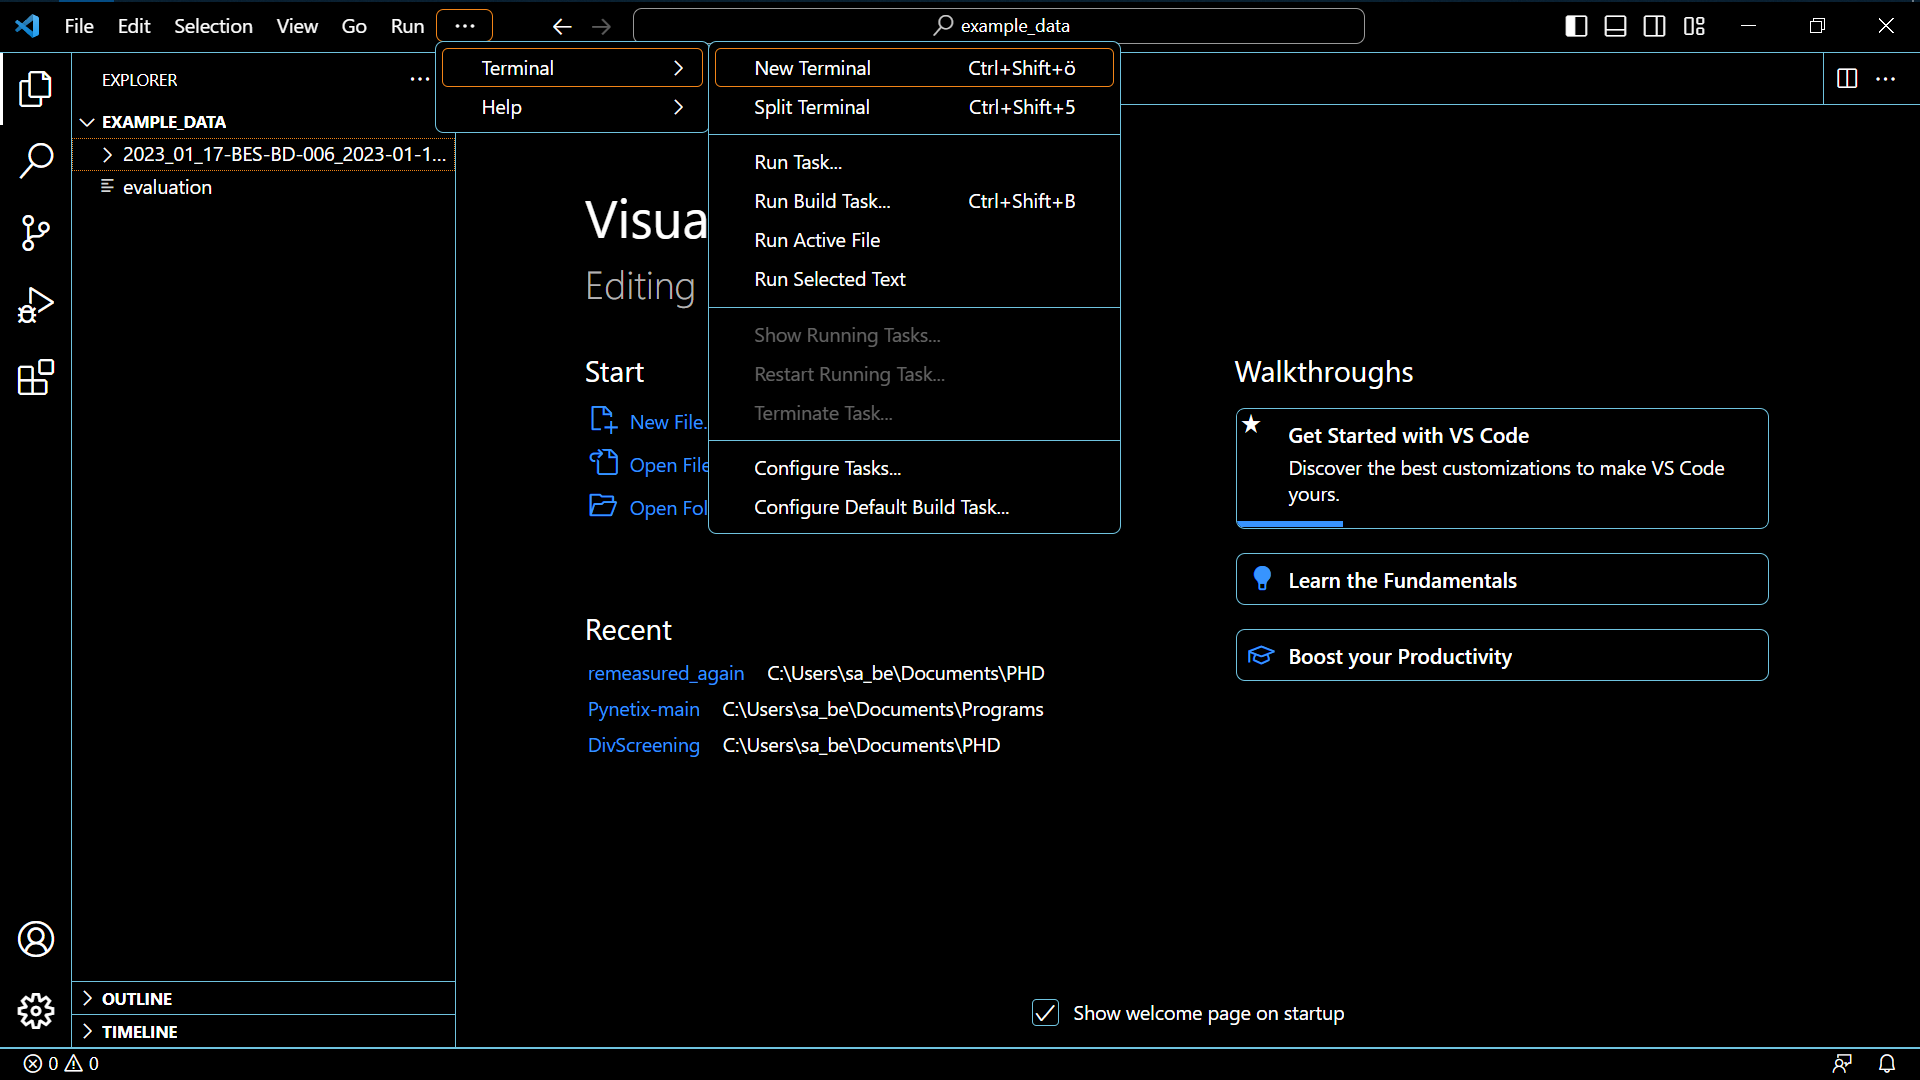 File Edit Selection View Go Run ··· example_data
EXPLORER ···
EXAMPLE_DATA
2023_01_17-BES-BD-006_2023-01-1...
evaluation
Terminal
Help
New Terminal Ctrl+Shift+ö
Split Terminal Ctrl+Shift+5
Run Task...
Run Build Task... Ctrl+Shift+B
Run Active File
Run Selected Text
Show Running Tasks...
Restart Running Task...
Terminate Task...
Configure Tasks...
Configure Default Build Task...
Visua
Editing
Start
New File.
Open File
Open Fol
Recent
remeasured_again C:\Users\sa_be\Documents\PHD
Pynetix-main C:\Users\sa_be\Documents\Programs
DivScreening C:\Users\sa_be\Documents\PHD
Walkthroughs
Get Started with VS Code
Discover the best customizations to make VS Code
yours.
Learn the Fundamentals
Boost your Productivity
Show welcome page on startup
OUTLINE
TIMELINE
0 0